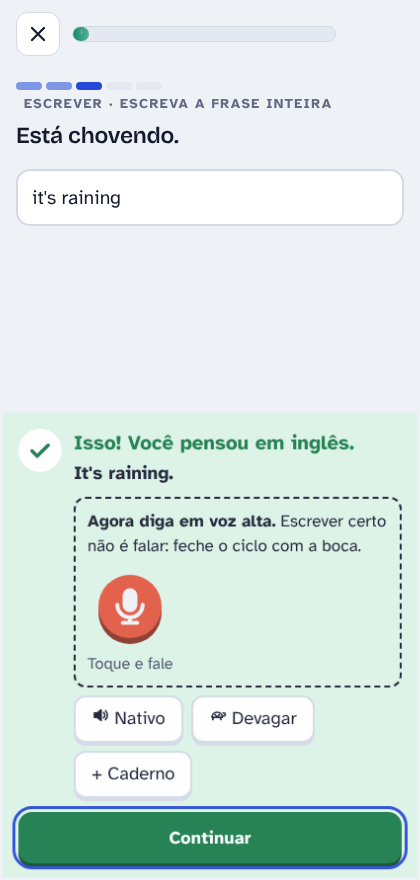 ESCREVER · ESCREVA A FRASE INTEIRA
Está chovendo.
it's raining
Isso! Você pensou em inglês.
It's raining.
Agora diga em voz alta. Escrever certo
não é falar: feche o ciclo com a boca.
Toque e fale
Nativo
Devagar
+ Caderno
Continuar